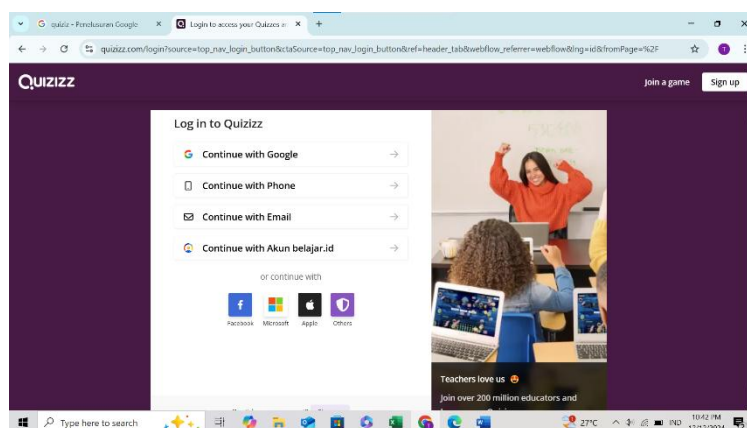 quiziz - Penelusuran Google
Login to access your Quizzes in
quizizz.com/login?source=top_nav_login_button&ctaSource=top_nav_login_button&ref=header_tab&webflow_referrer=webflow&lng=id&fromPage=%2F
QUIZIZZ
Join a game
Sign up
Log in to Quizizz
Continue with Google
Continue with Phone
Continue with Email
Continue with Akun belajar.id
or continue with
Facebook Microsoft Apple Others
Teachers love us
Join over 200 million educators and
Type here to search
27°C
IND
10:42 PM